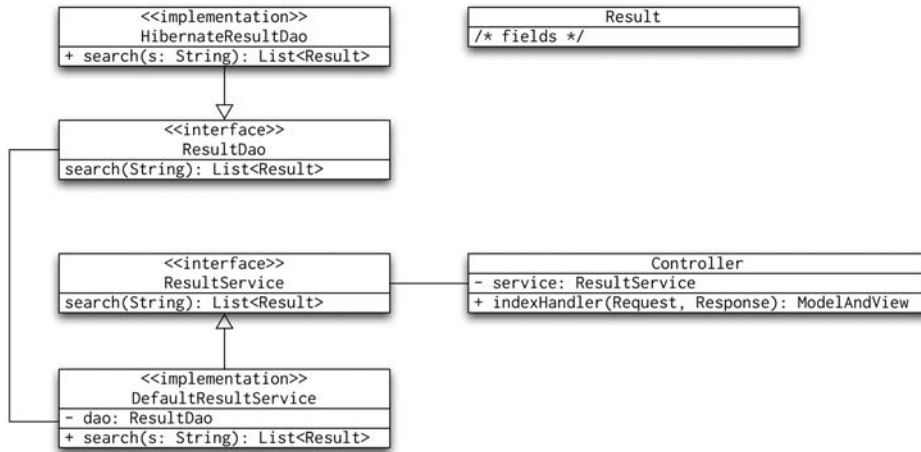 <<implementation>>
HibernateResultDao
+ search(s: String): List<Result>
Result
/* fields */
<<interface>>
ResultDao
search(String): List<Result>
<<interface>>
ResultService
search(String): List<Result>
Controller
- service: ResultService
+ indexHandler(Request, Response): ModelAndView
<<implementation>>
DefaultResultService
- dao: ResultDao
+ search(s: String): List<Result>